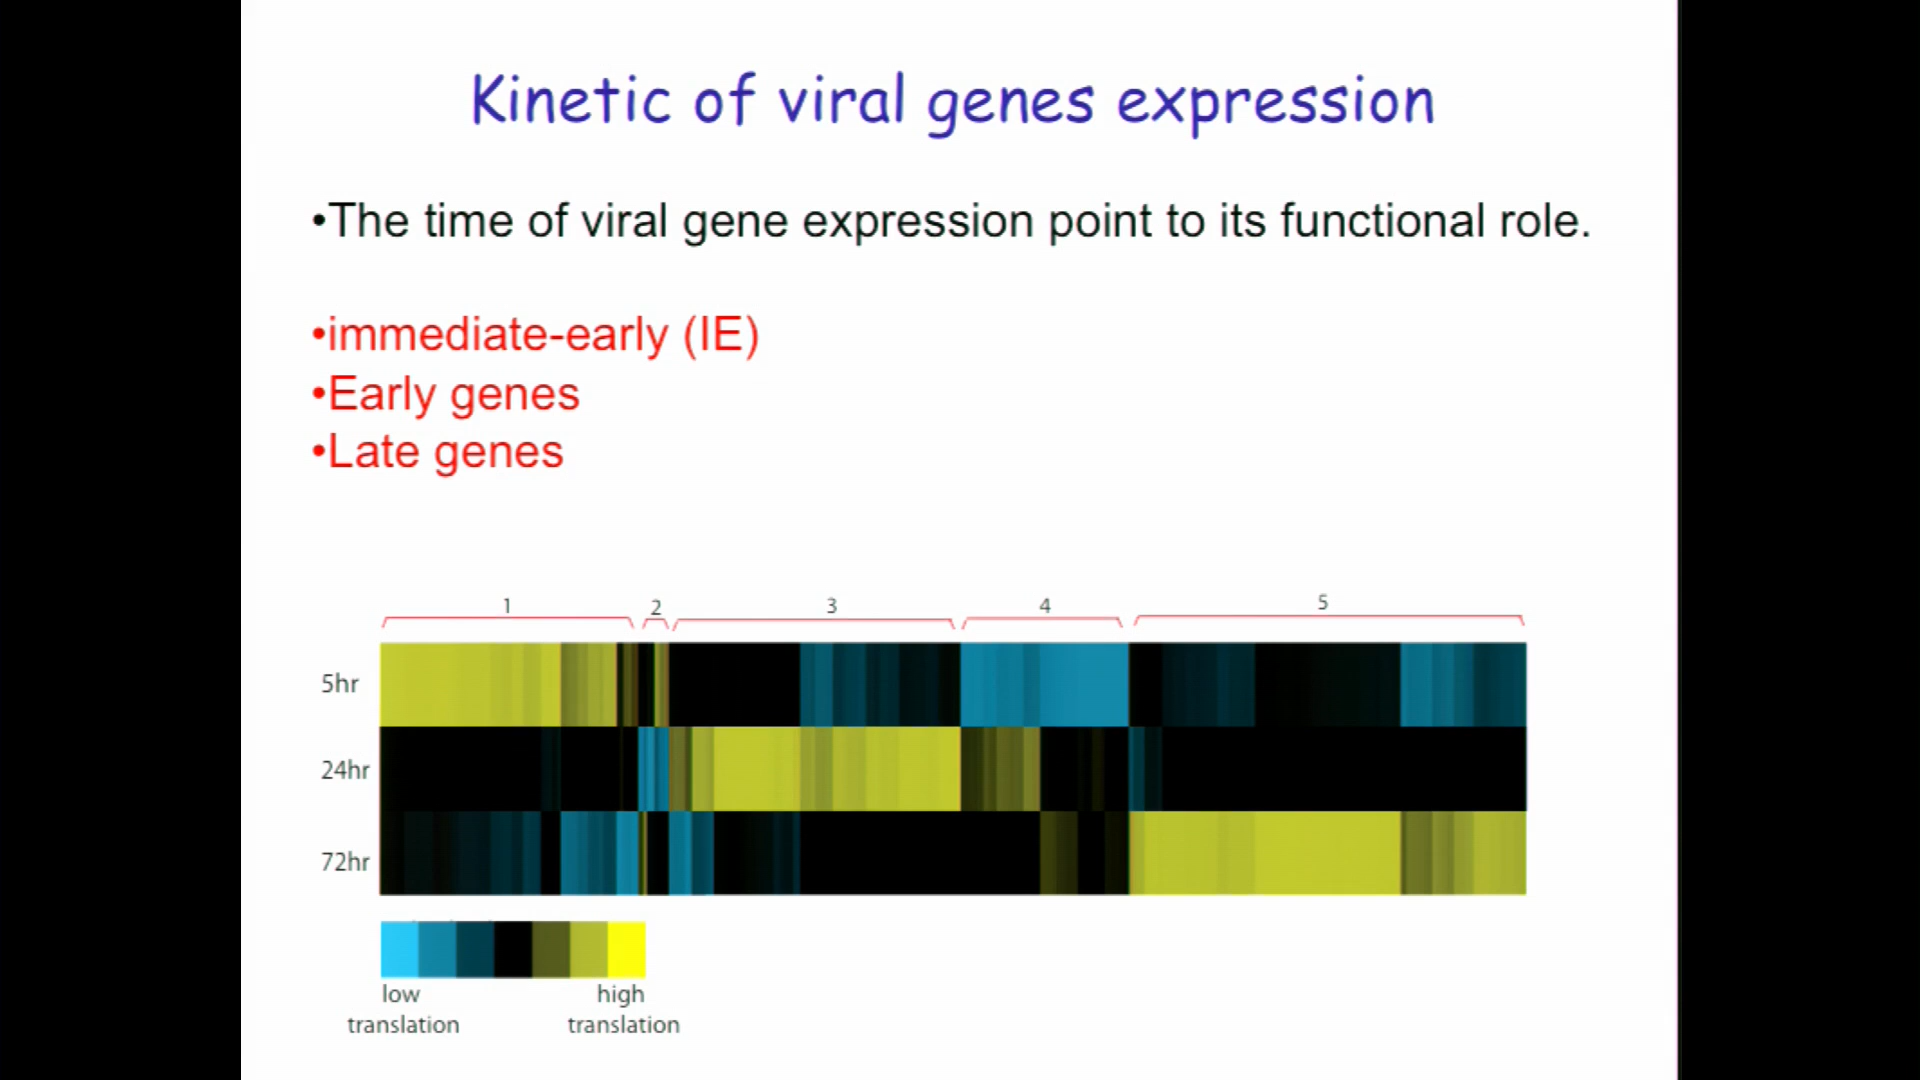 Kinetic of viral genes expression
•The time of viral gene expression point to its functional role.
•immediate-early (IE)
•Early genes
•Late genes
1 2 3 4 5
5hr
24hr
72hr
low high
translation translation